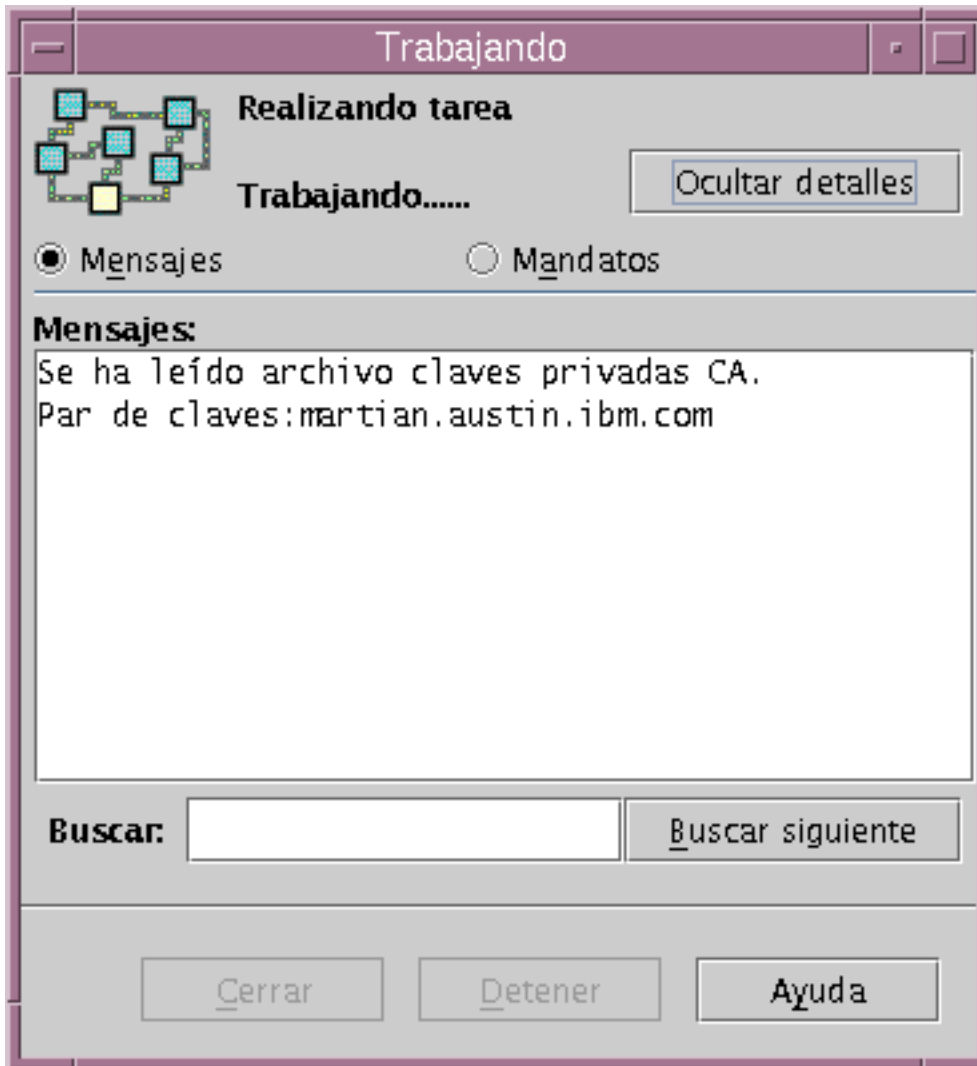 Trabajando
Realizando tarea
Trabajando......
Ocultar detalles
Mensajes
Mandatos
Mensajes:
Se ha leído archivo claves privadas CA.
Par de claves:martian.austin.ibm.com
Buscar:
Buscar siguiente
Cerrar
Detener
Ayuda